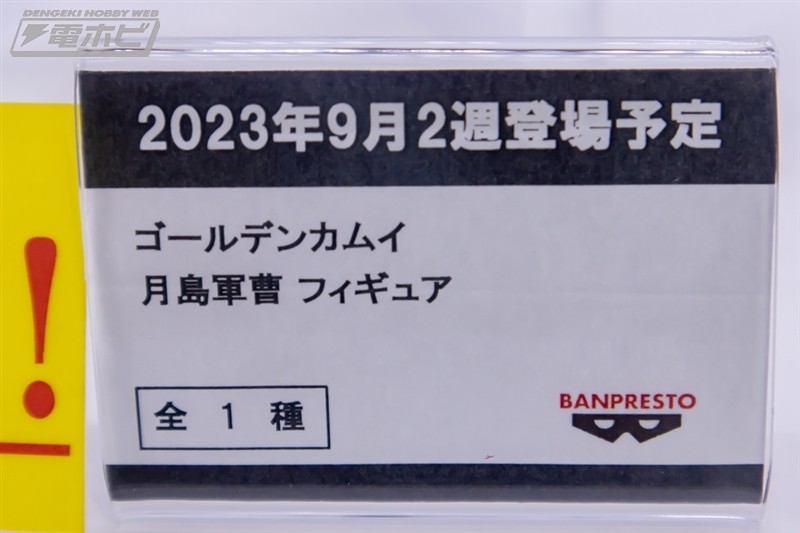 DENGEKI HOBBY WEB
電ホビ
2023年9月2週登場予定
ゴールデンカムイ
月島軍曹 フィギュア
全 1 種
BANPRESTO
!